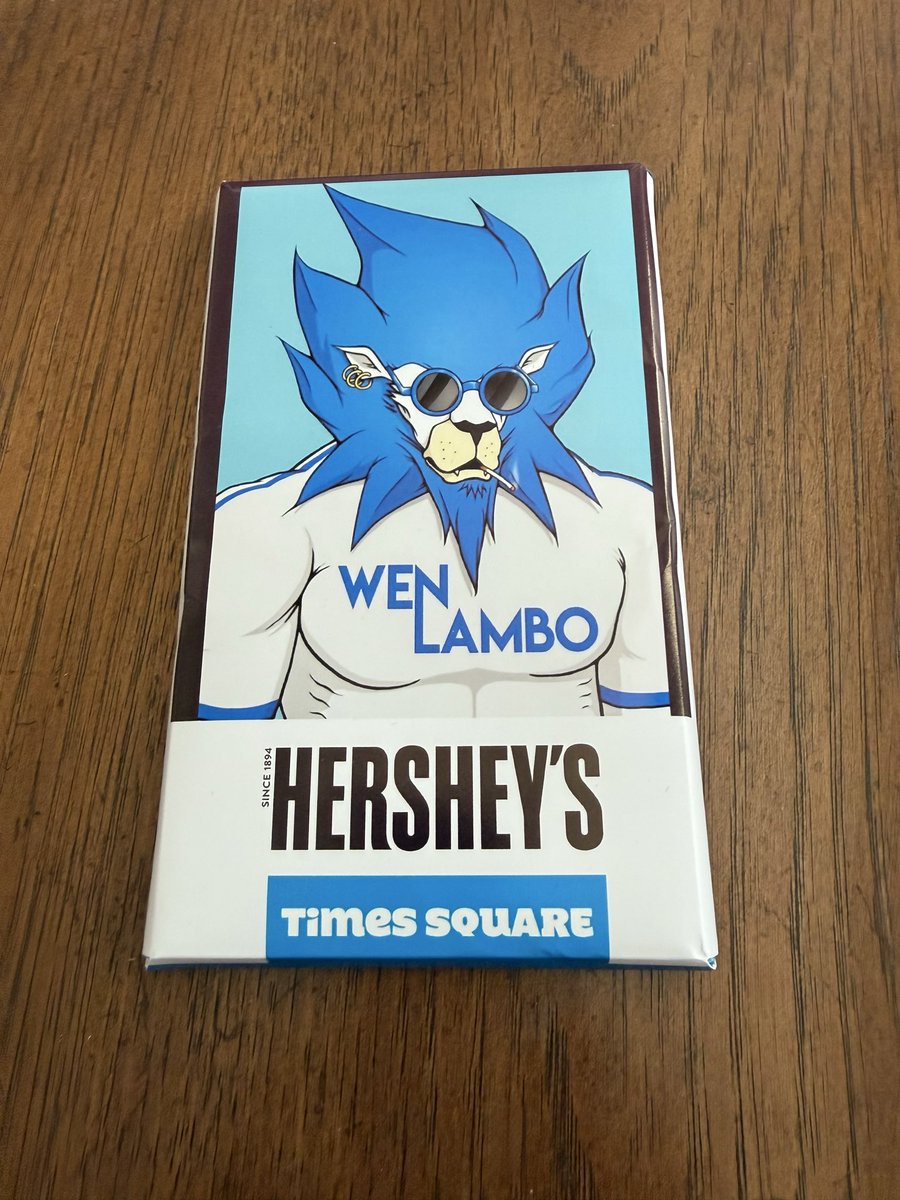 WEN
LAMBO
SINCE 1894
HERSHEY'S
TiMES SQUARE